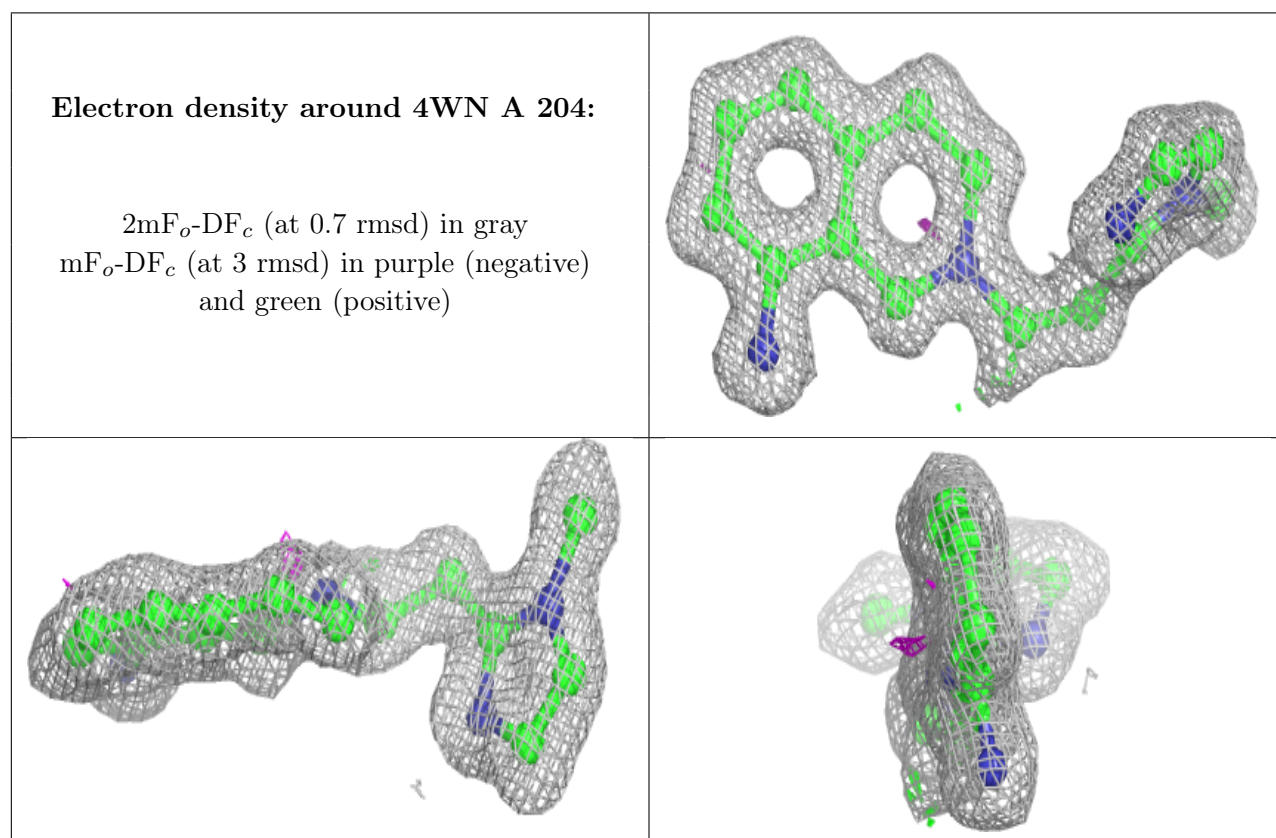 Electron density around 4WN A 204:
2mFₒ-DF𝒸 (at 0.7 rmsd) in gray
mFₒ-DF𝒸 (at 3 rmsd) in purple (negative)
and green (positive)